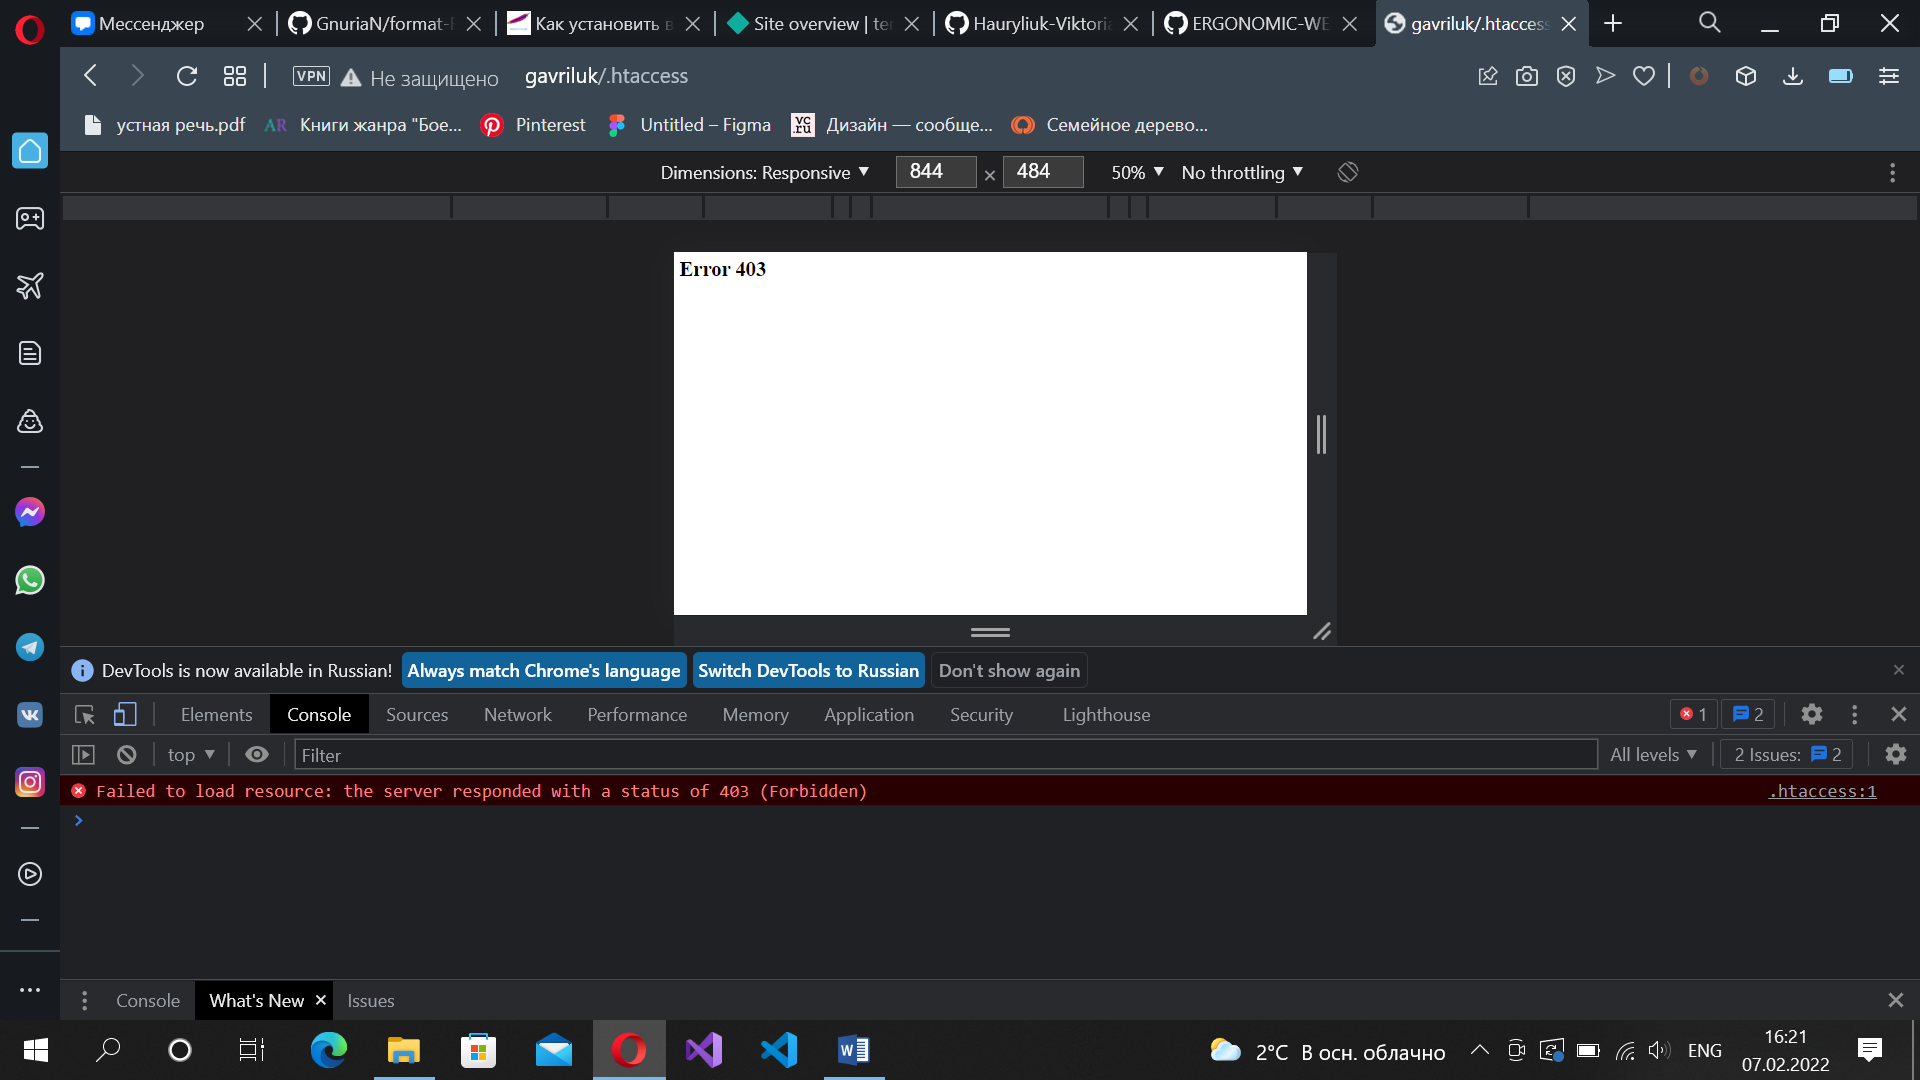 Мессенджер
GnuriaN/format-
Как установить в
Site overview | te
Hauryliuk-Viktori
ERGONOMIC-WE
gavriluk/.htaccess
VPN
Не защищено
gavriluk/.htaccess
устная речь.pdf
AR
Книги жанра "Бое...
Pinterest
Untitled – Figma
vc.ru
Дизайн — сообще...
Семейное дерево...
Dimensions: Responsive
844
×
484
50%
No throttling
Error 403
DevTools is now available in Russian!
Always match Chrome's language
Switch DevTools to Russian
Don't show again
Elements
Console
Sources
Network
Performance
Memory
Application
Security
Lighthouse
1
2
top
Filter
All levels
2 Issues:
2
Failed to load resource: the server responded with a status of 403 (Forbidden)
.htaccess:1
Console
What's New
Issues
2°C В осн. облачно
ENG
16:21
07.02.2022